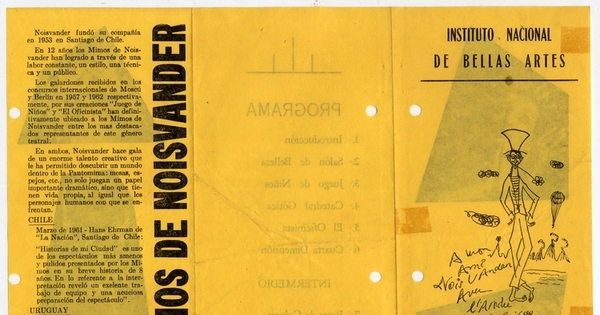 Noisvander fundó su compañía
en 1953 en Santiago de Chile.
En 12 años los Mimos de Nois-
vander han logrado a través de una
labor constante, un estilo, una técni-
ca y un público.
Los galardones recibidos en los
concursos internacionales de Moscú
y Berlín en 1957 y 1962 respectiva-
mente, por sus creaciones "Juego de
Niños" y "El Oficinista" han defini-
tivamente ubicado a los Mimos de
Noisvander entre los mas destaca-
dos representantes de este género
teatral.
En ambos, Noisvander hace gala
de un enorme talento creativo que
le ha permitido descubrir un mundo
dentro de la Pantomima: mesas, es-
pejos, etc., no solo juegan un papel
importante dramático, sino que tie-
nen vida propia, al igual que los
personajes humanos con que se en-
frentan.
CHILE
Marzo de 1961 - Hans Ehrman de
"La Nación", Santiago de Chile:
"Historias de mi Ciudad" es uno
de los espectáculos más amenos
y pulidos presentados por los Mi-
mos en su breve historia de 8
años. En lo referente a la inter-
pretación reveló un exelente tra-
bajo de equipo y una acuciosa
preparación del espectáculo".
URUGUAY
MOS DE NOISVANDER
PROGRAMA
1. Introducción
2. Salón de Belleza
3. Juego de Niños
4. Catedral Gótica
5. El Oficinista
6. Cuarta Dimensión
INTERMEDIO
INSTITUTO NACIONAL
DE BELLAS ARTES
A mon
Ami
Nois Vander
Avec